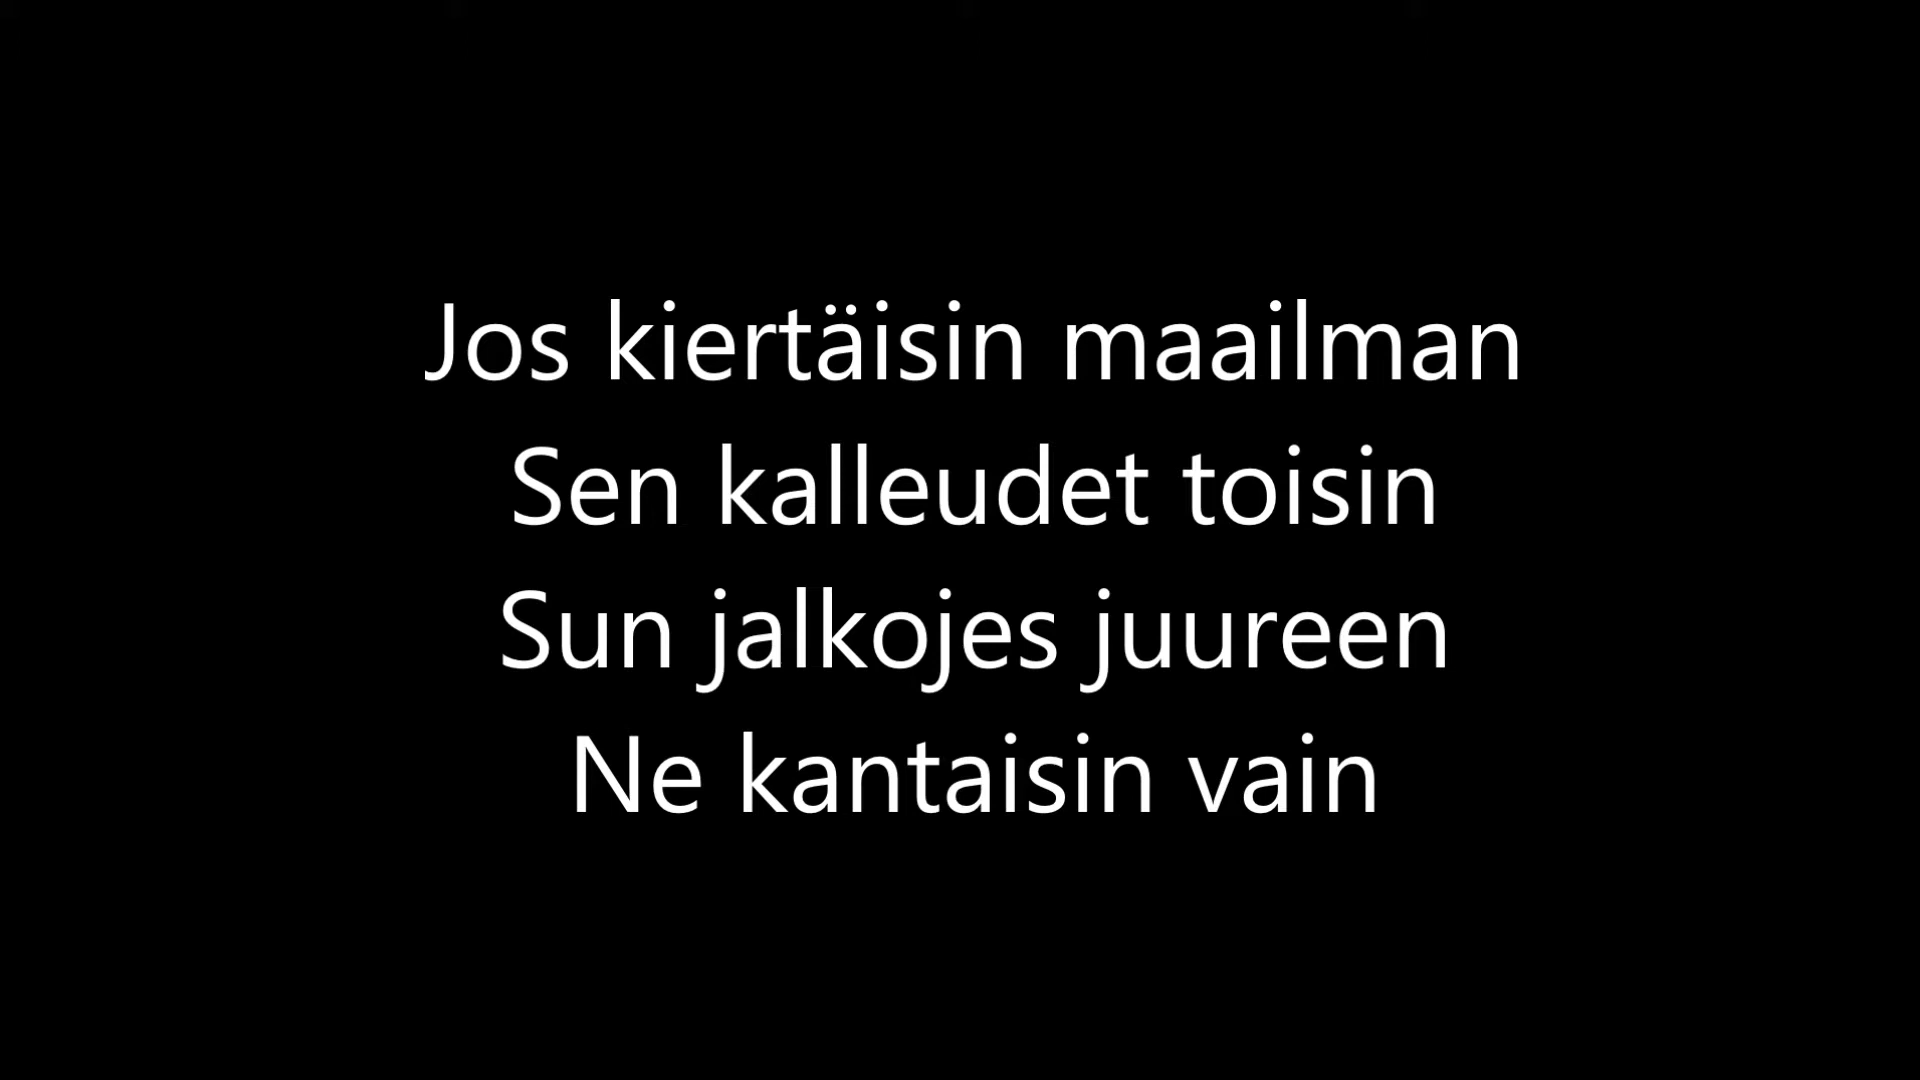 Jos kiertäisin maailman
Sen kalleudet toisin
Sun jalkojes juureen
Ne kantaisin vain